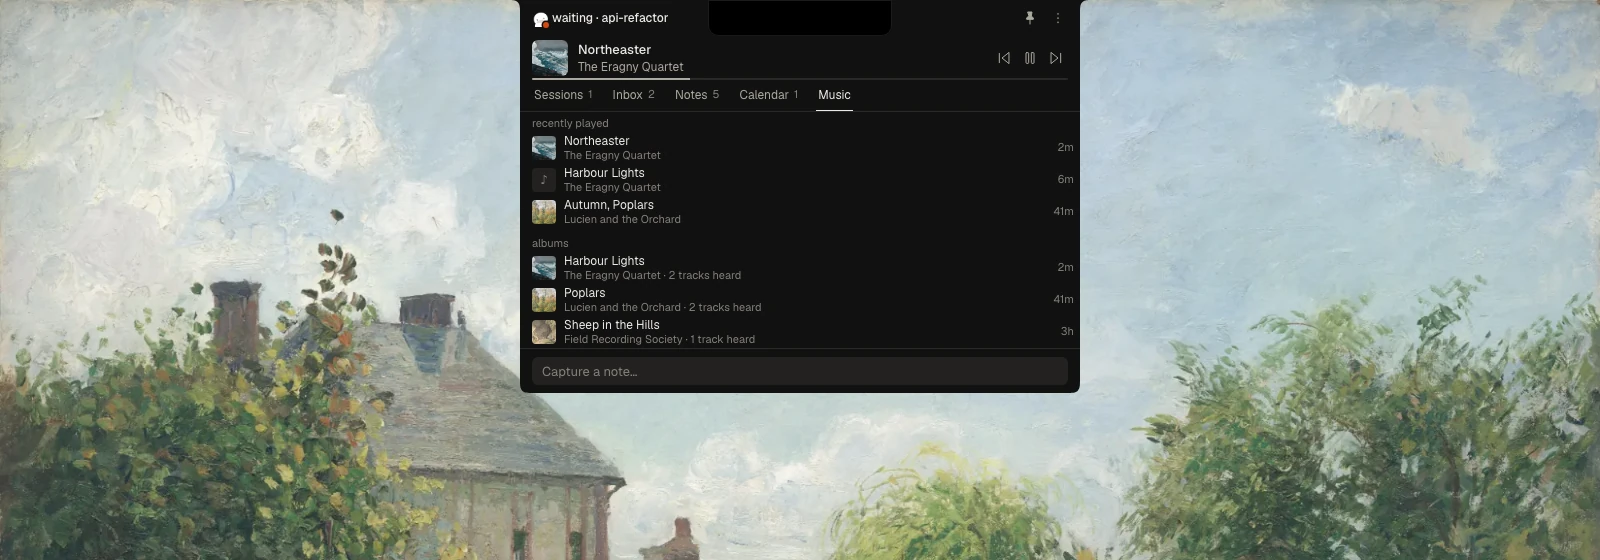 waiting · api-refactor
Northeaster
The Eragny Quartet
Sessions 1 Inbox 2 Notes 5 Calendar 1 Music
recently played
Northeaster
The Eragny Quartet
2m
Harbour Lights
The Eragny Quartet
6m
Autumn, Poplars
Lucien and the Orchard
41m
albums
Harbour Lights
The Eragny Quartet · 2 tracks heard
2m
Poplars
Lucien and the Orchard · 2 tracks heard
41m
Sheep in the Hills
Field Recording Society · 1 track heard
3h
Capture a note...